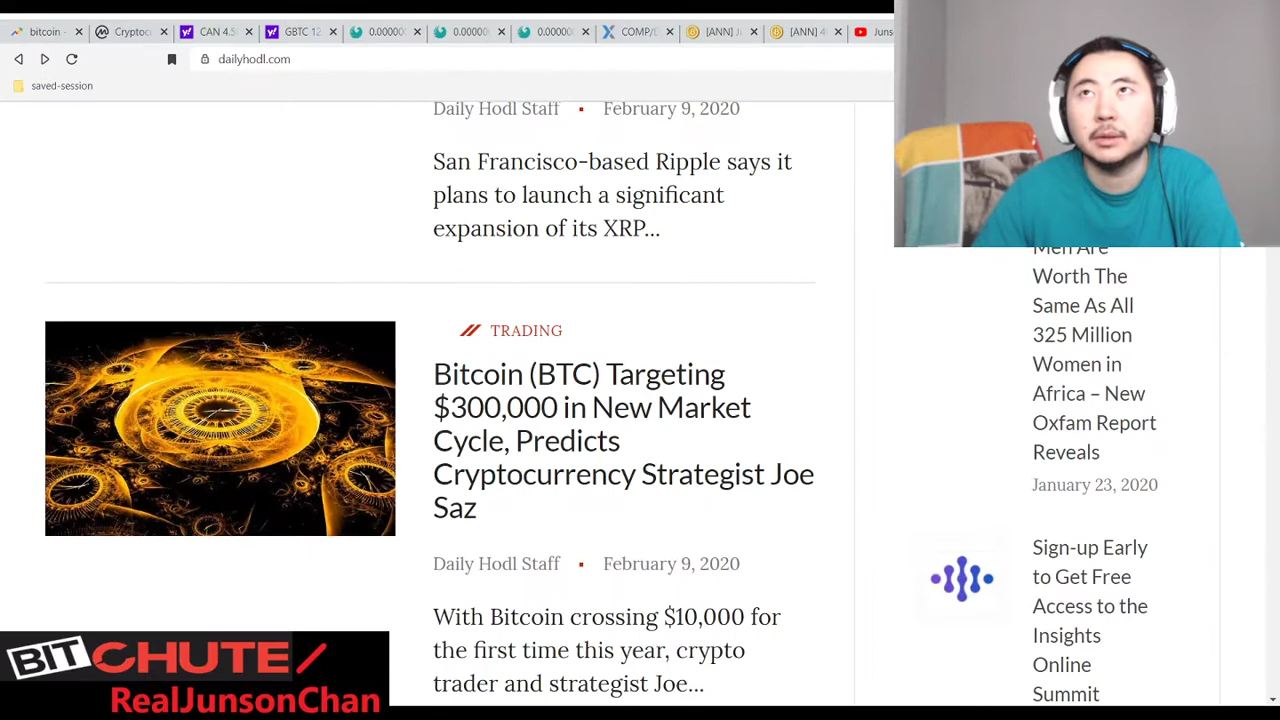 bitcoin -
Cryptoc
CAN 4.5
GBTC 12
0.00000
0.00000
0.00000
COMP/
[ANN] J
[ANN] 4
Juns
dailyhodl.com
saved-session
Daily Hodl Staff ▪ February 9, 2020
San Francisco-based Ripple says it
plans to launch a significant
expansion of its XRP...
TRADING
Bitcoin (BTC) Targeting
$300,000 in New Market
Cycle, Predicts
Cryptocurrency Strategist Joe
Saz
Daily Hodl Staff ▪ February 9, 2020
With Bitcoin crossing $10,000 for
the first time this year, crypto
trader and strategist Joe...
Men Are
Worth The
Same As All
325 Million
Women in
Africa – New
Oxfam Report
Reveals
January 23, 2020
Sign-up Early
to Get Free
Access to the
Insights
Online
Summit
BITCHUTE/
RealJunsonChan